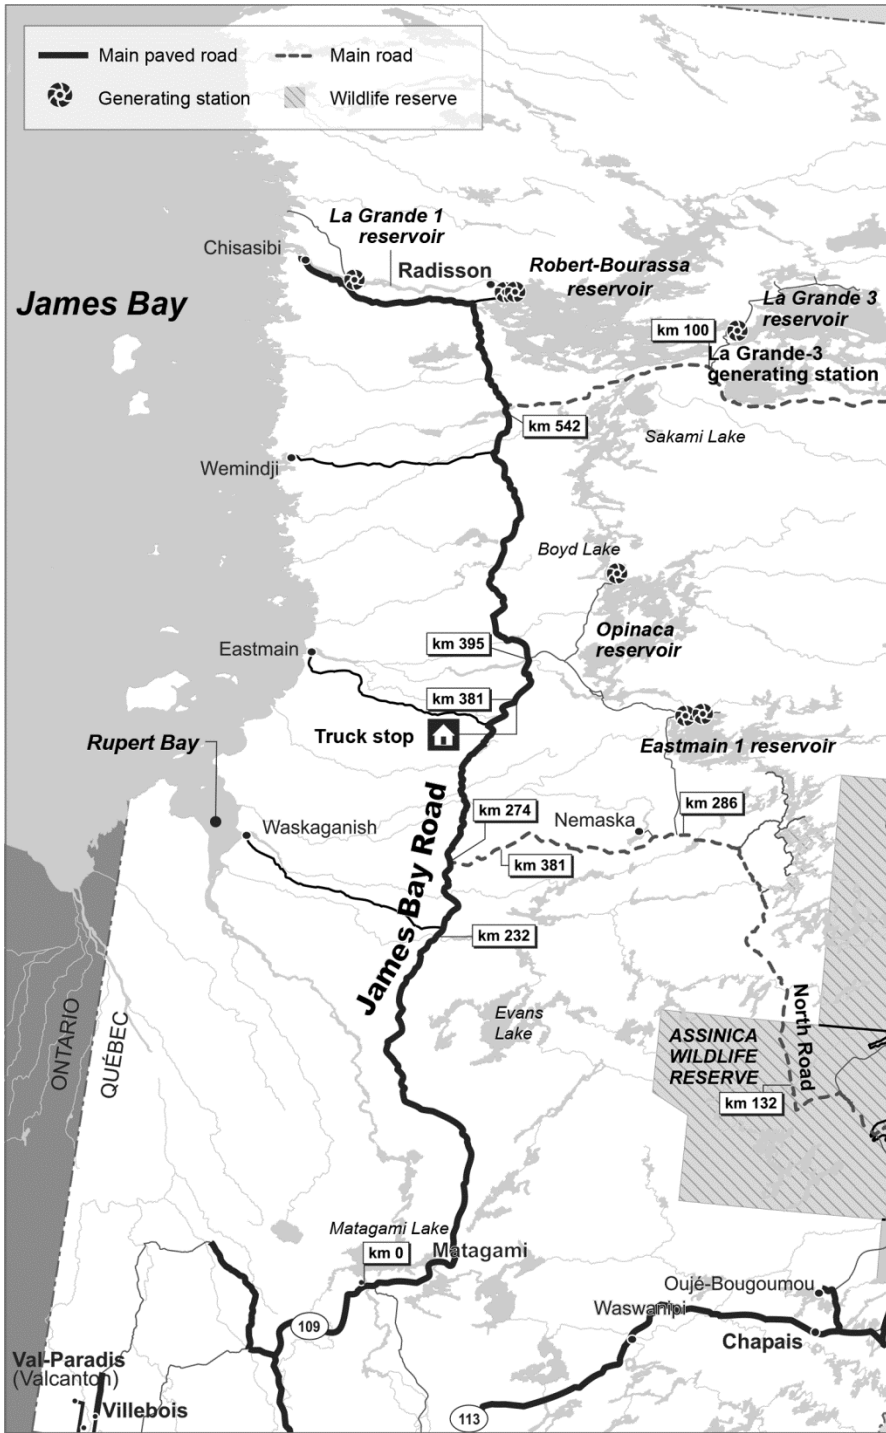 Main paved road
Main road
Generating station
Wildlife reserve
La Grande 1
reservoir
Chisasibi
Radisson
Robert-Bourassa
reservoir
James Bay
La Grande 3
reservoir
km 100
La Grande-3
generating station
km 542
Sakami Lake
Wemindji
Boyd Lake
Opinaca
reservoir
km 395
Eastmain
km 381
Truck stop
Rupert Bay
Eastmain 1 reservoir
James Bay Road
km 274
Nemaska
km 286
Waskaganish
km 381
km 232
Evans
Lake
North Road
ONTARIO
QUÉBEC
ASSINICA
WILDLIFE
RESERVE
km 132
Matagami Lake
km 0
Matagami
Oujé-Bougoumou
Waswanipi
109
Chapais
Val-Paradis
(Valcanton)
Villebois
113